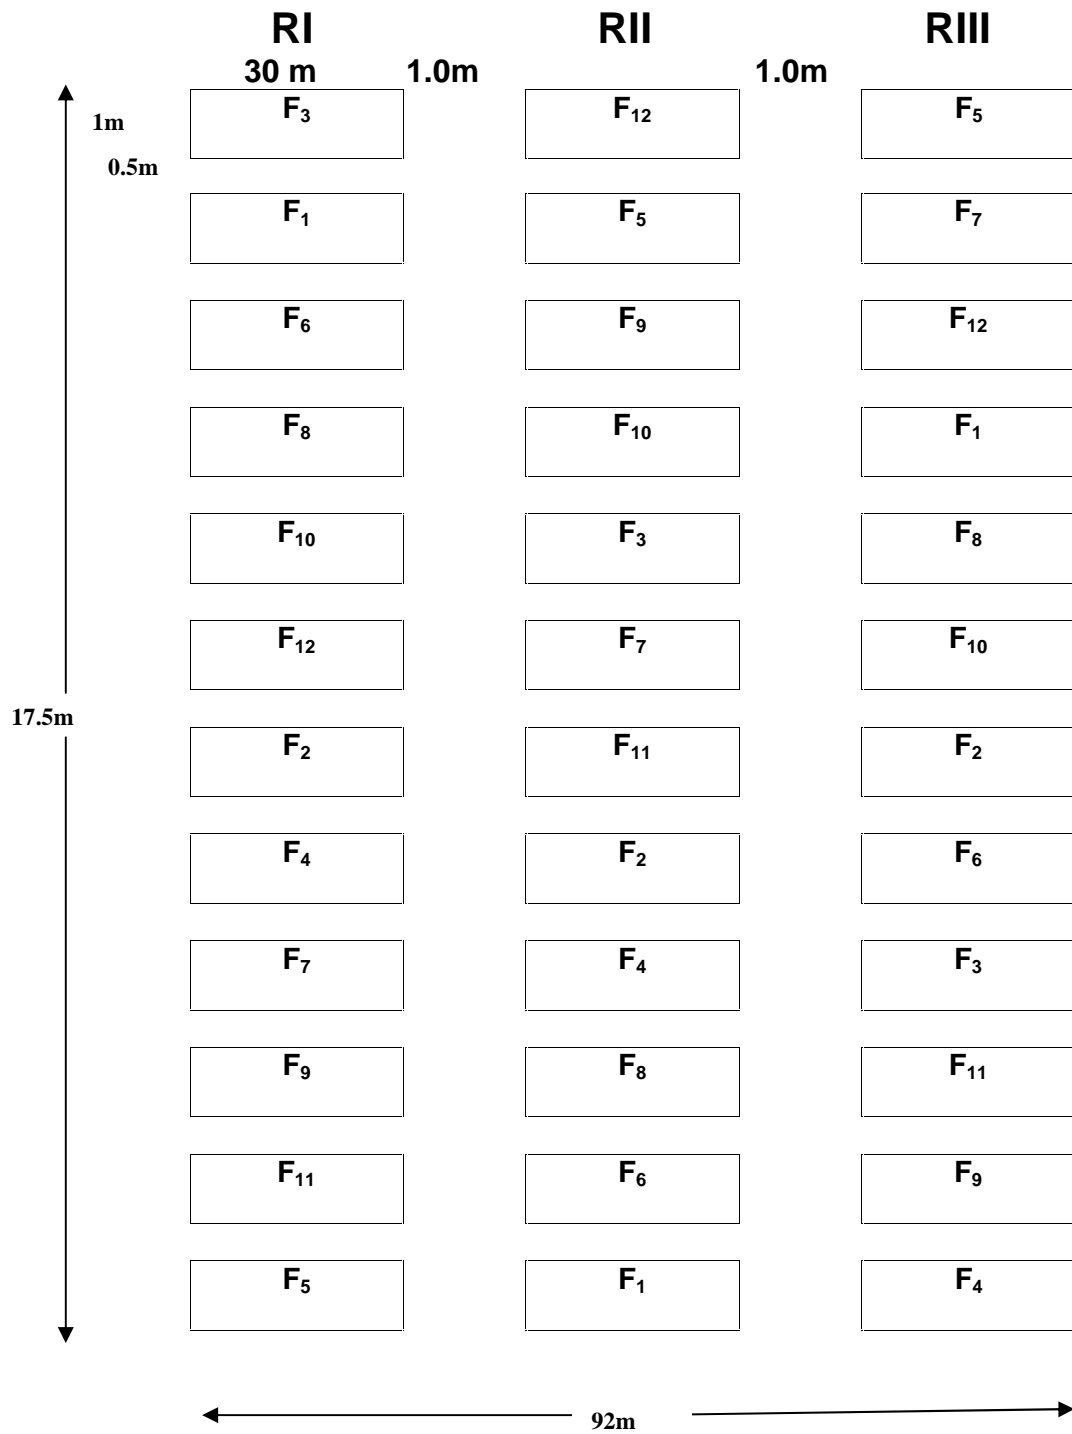 RI RII RIII
30 m 1.0m 1.0m
F3 F12 F5
1m
0.5m
F1 F5 F7
F6 F9 F12
F8 F10 F1
F10 F3 F8
F12 F7 F10
17.5m
F2 F11 F2
F4 F2 F6
F7 F4 F3
F9 F8 F11
F11 F6 F9
F5 F1 F4
92m